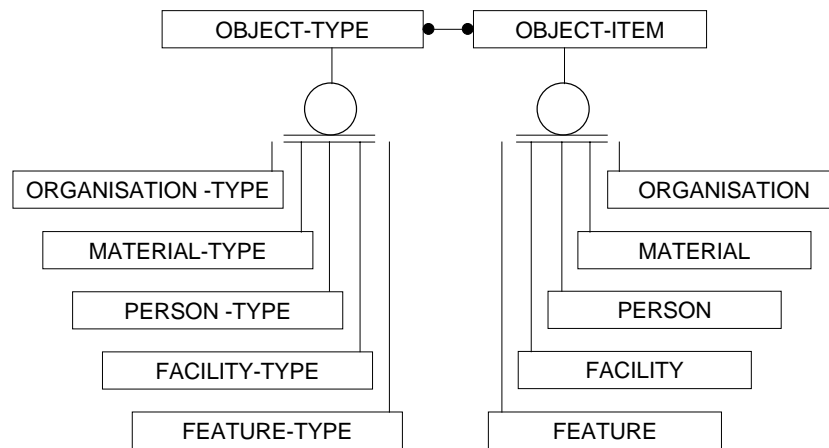 OBJECT-TYPE OBJECT-ITEM
ORGANISATION -TYPE ORGANISATION
MATERIAL-TYPE MATERIAL
PERSON -TYPE PERSON
FACILITY-TYPE FACILITY
FEATURE-TYPE FEATURE